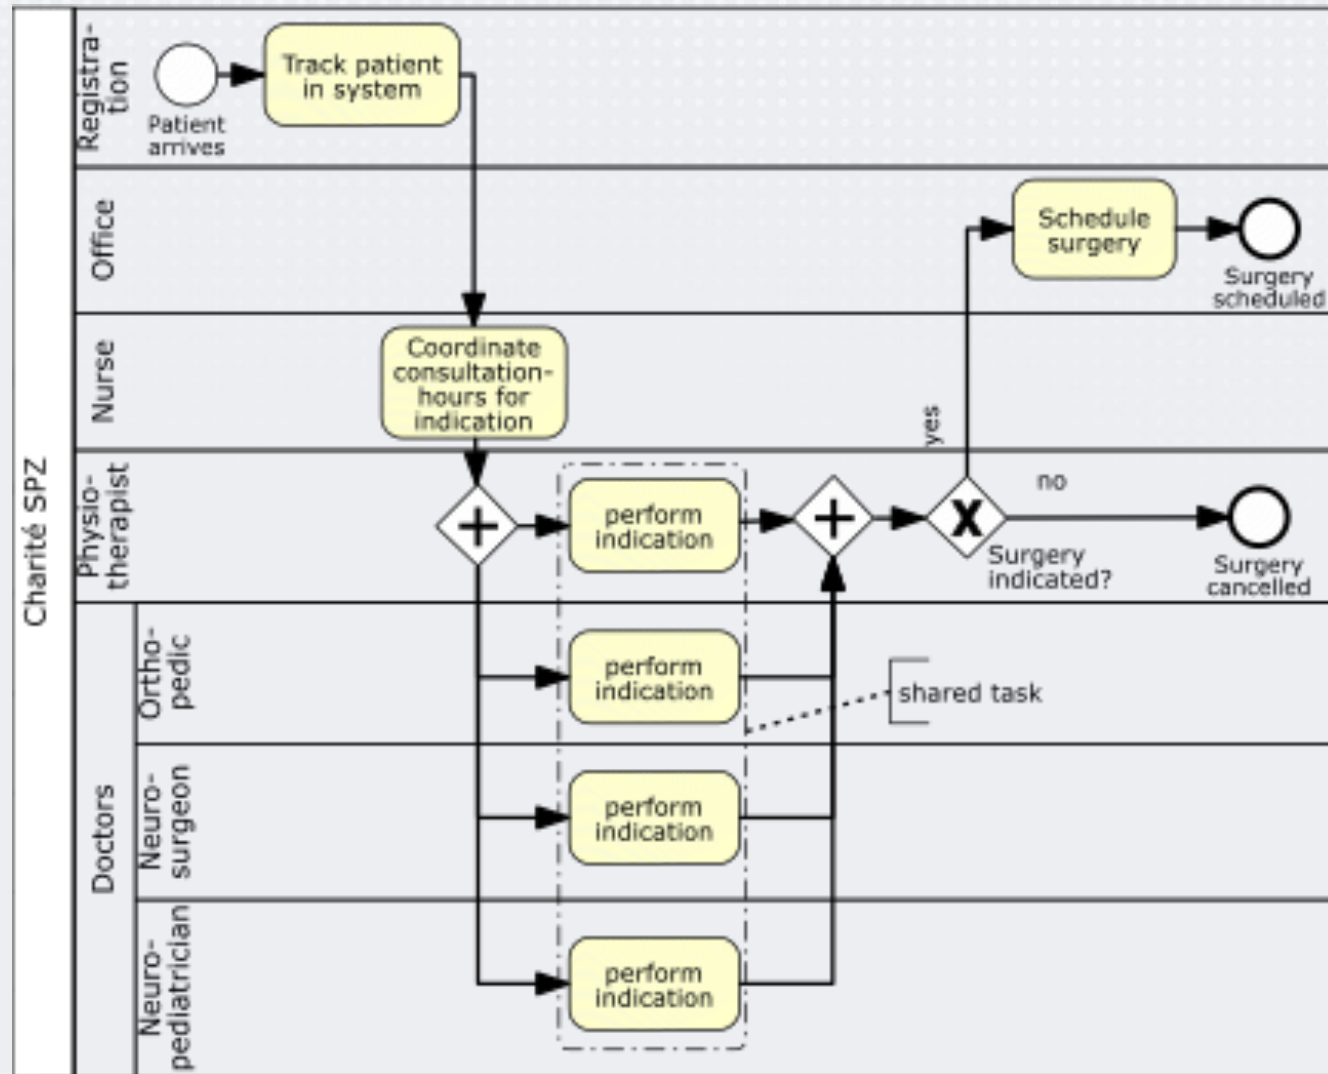 Charité SPZ
Registra-
tion
Patient
arrives
Track patient
in system
Office
Schedule
surgery
Surgery
scheduled
Nurse
Coordinate
consultation-
hours for
indication
yes
Physio-
therapist
perform
indication
no
Surgery
indicated?
Surgery
cancelled
Doctors
Ortho-
pedic
perform
indication
shared task
Neuro-
surgeon
perform
indication
Neuro-
pediatrician
perform
indication